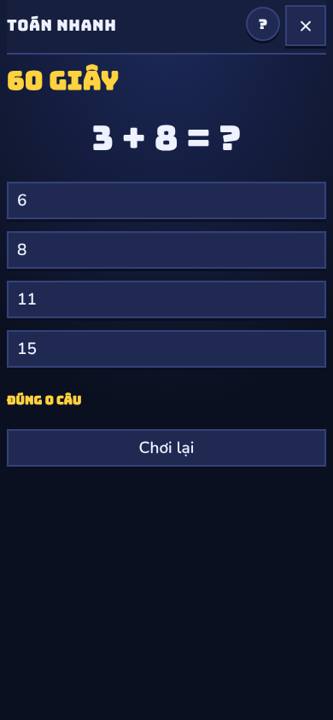 TOÁN NHANH
?
×
60 GIÂY
3 + 8 = ?
6
8
11
15
ĐÚNG 0 CÂU
Chơi lại